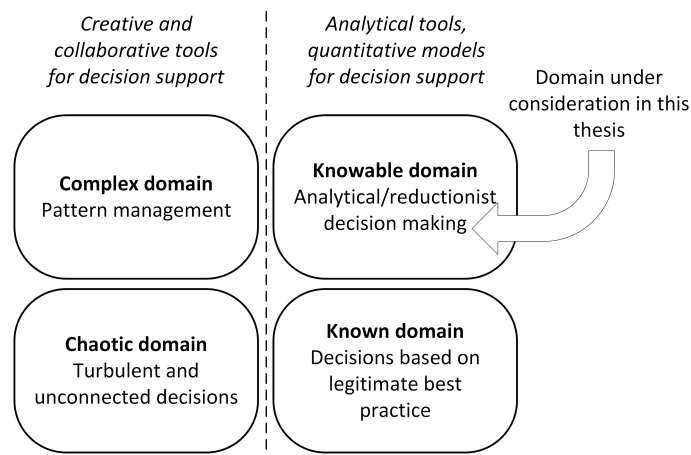 Creative and
collaborative tools
for decision support
Analytical tools,
quantitative models
for decision support
Domain under
consideration in this
thesis
Complex domain
Pattern management
Knowable domain
Analytical/reductionist
decision making
Chaotic domain
Turbulent and
unconnected decisions
Known domain
Decisions based on
legitimate best
practice